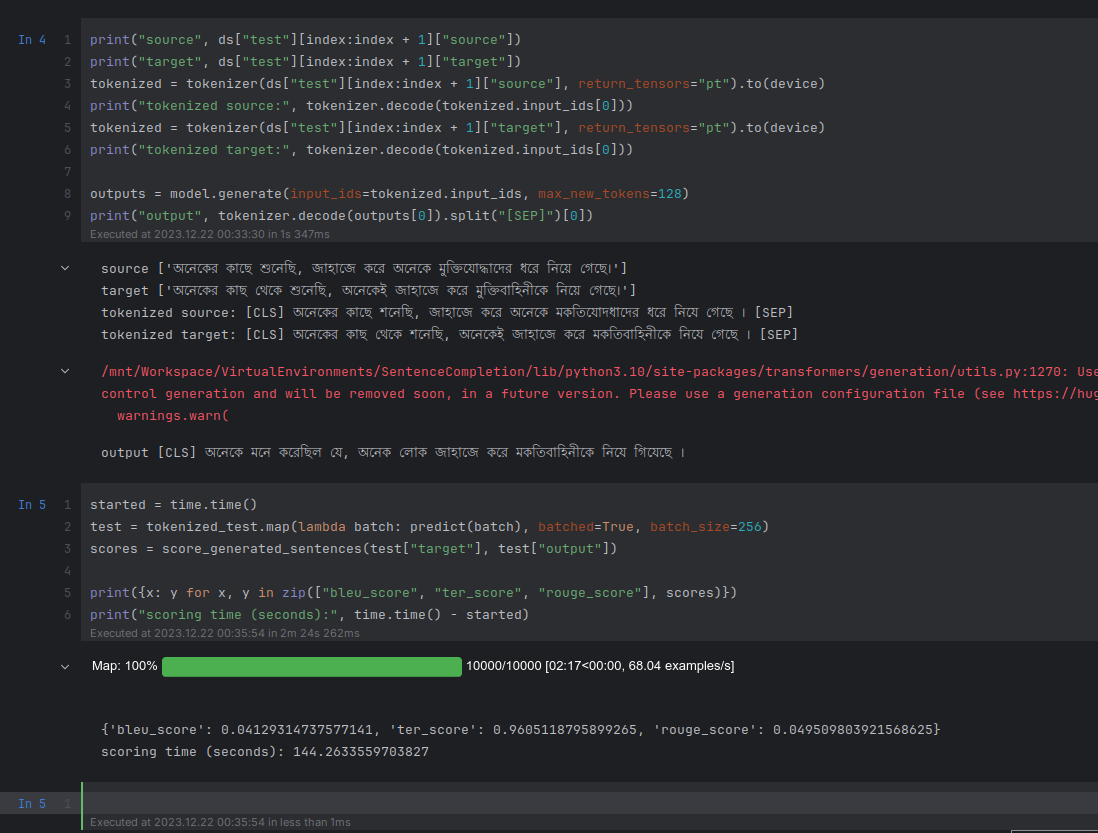 In 4 1 print("source", ds["test"][index:index + 1]["source"])
2 print("target", ds["test"][index:index + 1]["target"])
3 tokenized = tokenizer(ds["test"][index:index + 1]["source"], return_tensors="pt").to(device)
4 print("tokenized source:", tokenizer.decode(tokenized.input_ids[0]))
5 tokenized = tokenizer(ds["test"][index:index + 1]["target"], return_tensors="pt").to(device)
6 print("tokenized target:", tokenizer.decode(tokenized.input_ids[0]))
7
8 outputs = model.generate(input_ids=tokenized.input_ids, max_new_tokens=128)
9 print("output", tokenizer.decode(outputs[0]).split("[SEP]")[0])
Executed at 2023.12.22 00:33:30 in 1s 347ms
source ['অনেকের কাছে শুনেছি, জাহাজে করে অনেকে মুক্তিযোদ্ধাদের ধরে নিয়ে গেছে।']
target ['অনেকের কাছ থেকে শুনেছি, অনেকেই জাহাজে করে মুক্তিবাহিনীকে নিয়ে গেছে।']
tokenized source: [CLS] অনেকের কাছে শনেছি, জাহাজে করে অনেকে মকতিযোদধাদের ধরে নিযে গেছে । [SEP]
tokenized target: [CLS] অনেকের কাছ থেকে শনেছি, অনেকেই জাহাজে করে মকতিবাহিনীকে নিযে গেছে । [SEP]
/mnt/Workspace/VirtualEnvironments/SentenceCompletion/lib/python3.10/site-packages/transformers/generation/utils.py:1270: Use
control generation and will be removed soon, in a future version. Please use a generation configuration file (see https://hug
warnings.warn(
output [CLS] অনেকে মনে করেছিল যে, অনেক লোক জাহাজে করে মকতিবাহিনীকে নিযে গিযেছে ।
In 5 1 started = time.time()
2 test = tokenized_test.map(lambda batch: predict(batch), batched=True, batch_size=256)
3 scores = score_generated_sentences(test["target"], test["output"])
4
5 print({x: y for x, y in zip(["bleu_score", "ter_score", "rouge_score"], scores)})
6 print("scoring time (seconds):", time.time() - started)
Executed at 2023.12.22 00:35:54 in 2m 24s 262ms
Map: 100% 10000/10000 [02:17<00:00, 68.04 examples/s]
{'bleu_score': 0.04129314737577141, 'ter_score': 0.9605118795899265, 'rouge_score': 0.049509803921568625}
scoring time (seconds): 144.2633559703827
In 5 1
Executed at 2023.12.22 00:35:54 in less than 1ms